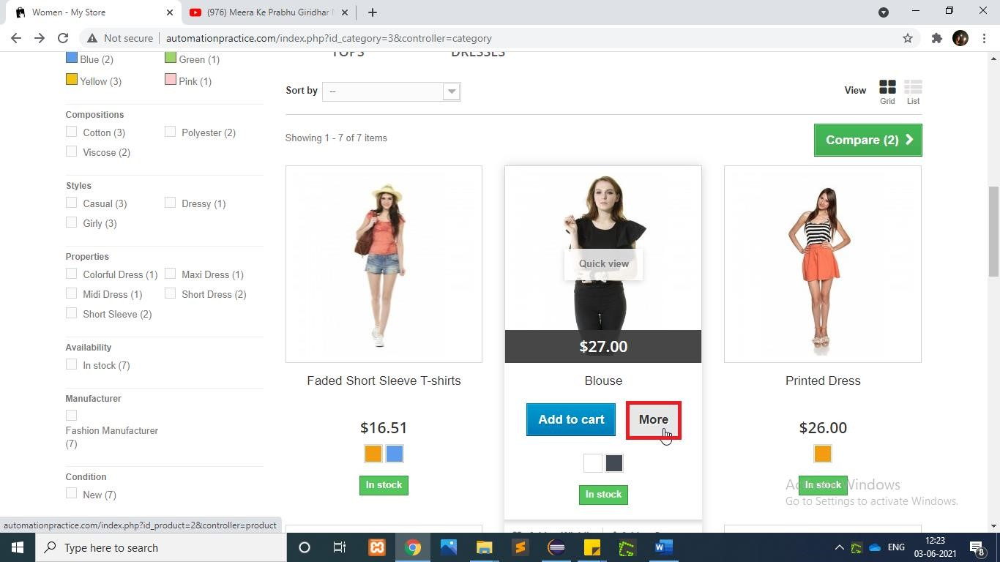 Women - My Store
(976) Meera Ke Prabhu Giridhar
Not secure
automationpractice.com/index.php?id_category=3&controller=category
TOPS
DRESSES
Blue (2)
Green (1)
Yellow (3)
Pink (1)
Sort by
--
View
Grid
List
Compositions
Cotton (3)
Polyester (2)
Viscose (2)
Showing 1 - 7 of 7 items
Compare (2)
Styles
Casual (3)
Dressy (1)
Girly (3)
Properties
Colorful Dress (1)
Maxi Dress (1)
Midi Dress (1)
Short Dress (2)
Short Sleeve (2)
Availability
In stock (7)
Manufacturer
Fashion Manufacturer
(7)
Condition
New (7)
Faded Short Sleeve T-shirts
$16.51
In stock
Quick view
$27.00
Blouse
Add to cart
More
In stock
Printed Dress
$26.00
In stock
Windows
Go to Settings to activate Windows.
automationpractice.com/index.php?id_product=2&controller=product
Type here to search
W
ENG
12:23
03-06-2021
8